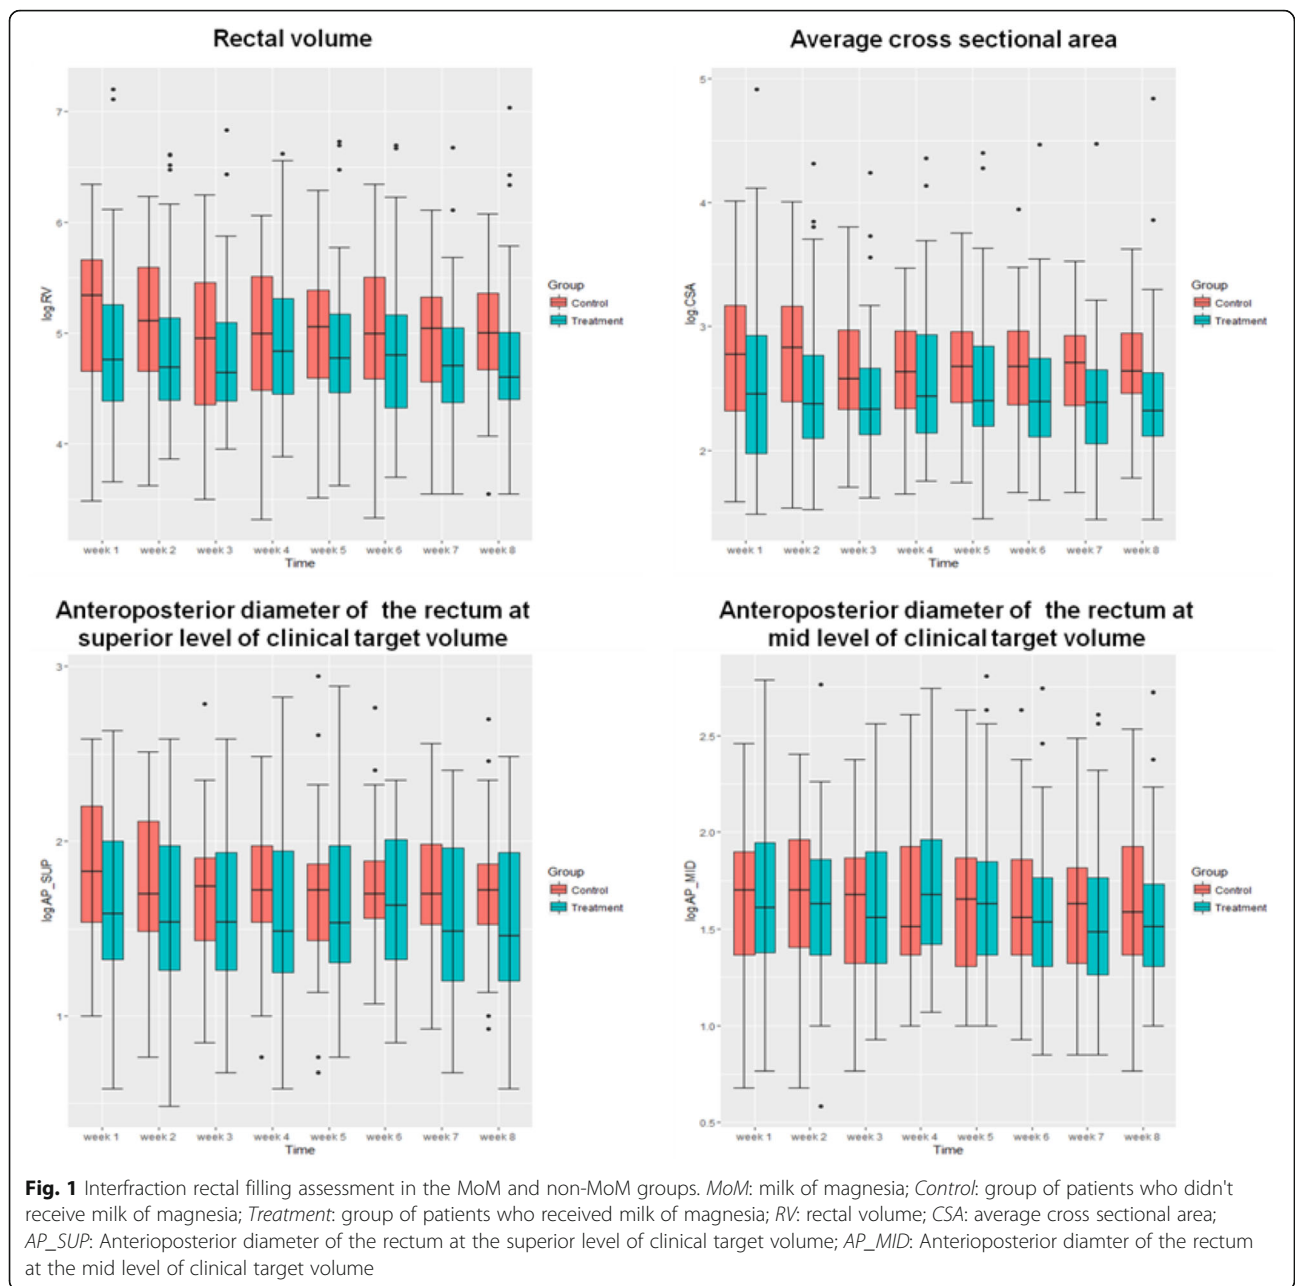 Rectal volume
7
6
5
4
log.RV
week 1 week 2 week 3 week 4 week 5 week 6 week 7 week 8
Time
Group
Control
Treatment
Average cross sectional area
5
4
3
2
log.CSA
week 1 week 2 week 3 week 4 week 5 week 6 week 7 week 8
Time
Group
Control
Treatment
Anteroposterior diameter of the rectum at
superior level of clinical target volume
3
2
1
log.AP_SUP
week 1 week 2 week 3 week 4 week 5 week 6 week 7 week 8
Time
Group
Control
Treatment
Anteroposterior diameter of the rectum at
mid level of clinical target volume
2.5
2.0
1.5
1.0
0.5
log.AP_MID
week 1 week 2 week 3 week 4 week 5 week 6 week 7 week 8
Time
Group
Control
Treatment
Fig. 1 Interfraction rectal filling assessment in the MoM and non-MoM groups. MoM: milk of magnesia; Control: group of patients who didn't
receive milk of magnesia; Treatment: group of patients who received milk of magnesia; RV: rectal volume; CSA: average cross sectional area;
AP_SUP: Anterioposterior diameter of the rectum at the superior level of clinical target volume; AP_MID: Anterioposterior diamter of the rectum
at the mid level of clinical target volume